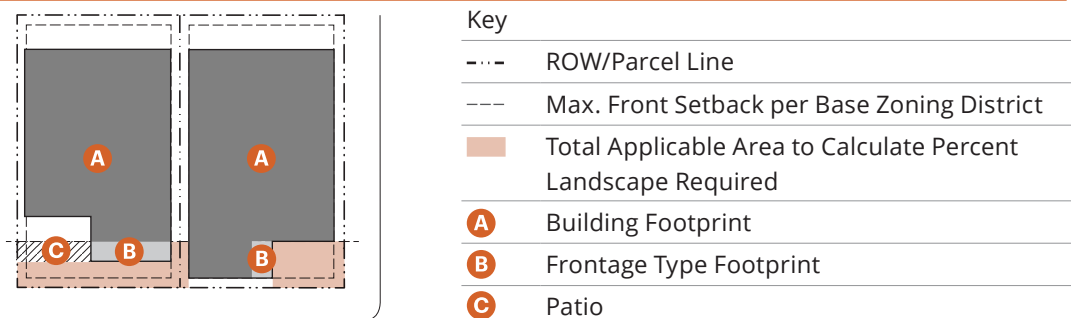 A
A
C
B
B
Key
ROW/Parcel Line
Max. Front Setback per Base Zoning District
Total Applicable Area to Calculate Percent
Landscape Required
A Building Footprint
B Frontage Type Footprint
C Patio